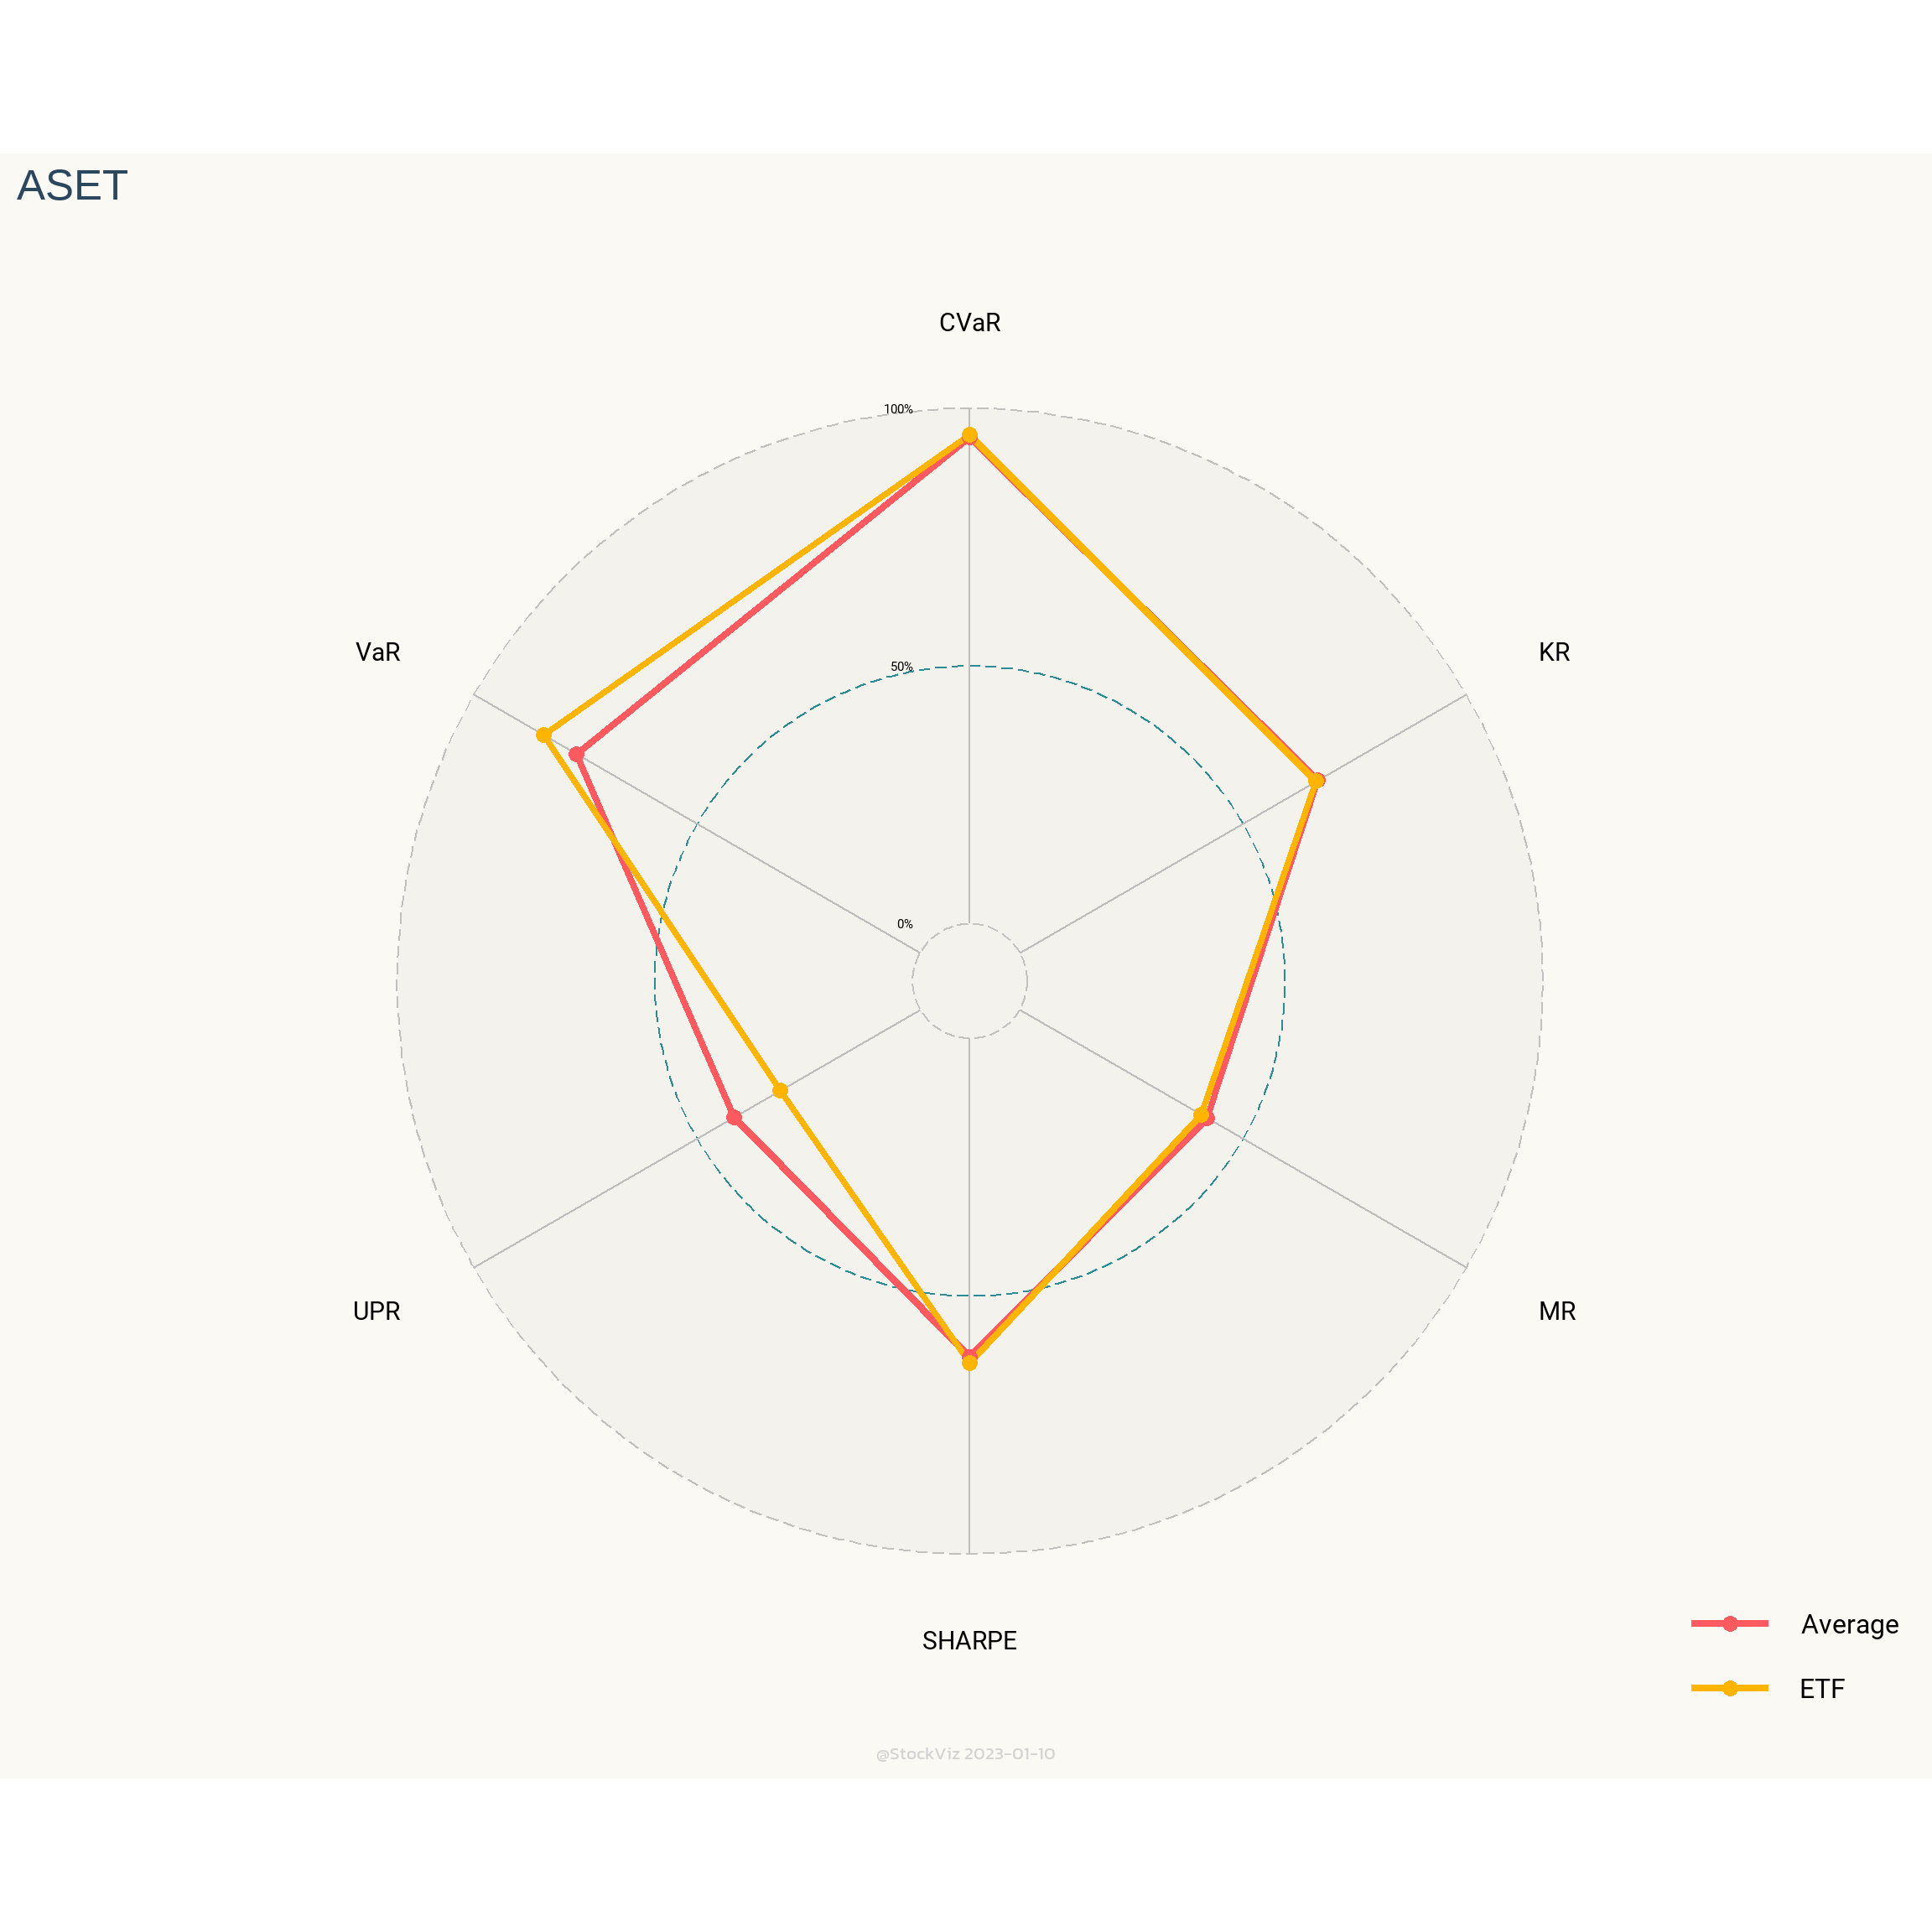 ASET
CVaR
100%
VaR
KR
50%
0%
UPR
MR
SHARPE
Average
ETF
@StockViz 2023-01-10